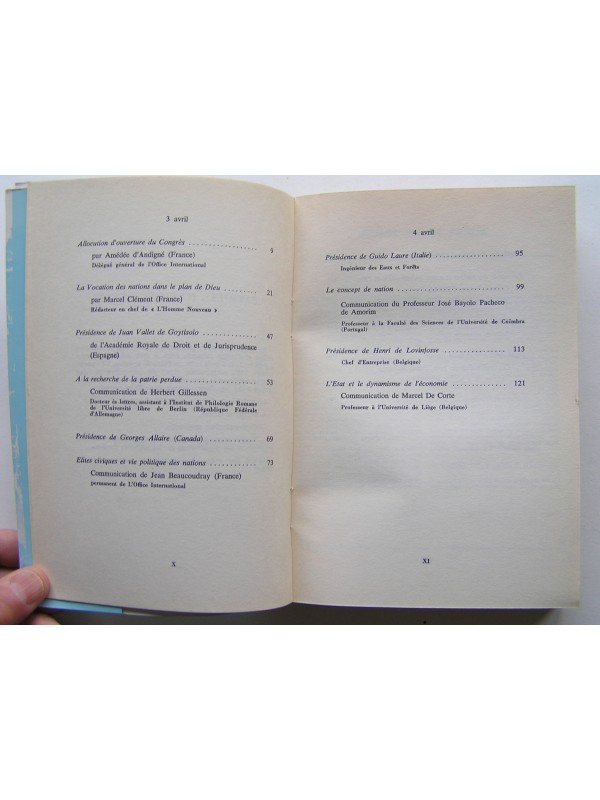 3 avril
Allocution d'ouverture du Congrès ................... 3
par Amédée d'Andigné (France)
Délégué général de l'Office International
La Vocation des nations dans le plan de Dieu ........ 21
par Marcel Clément (France)
Rédacteur en chef de « L'Homme Nouveau »
Présidence de Juan Vallet de Goytisolo .............. 47
de l'Académie Royale de Droit et de Jurisprudence
(Espagne)
A la recherche de la patrie perdue .................. 53
Communication de Herbert Gillessen
Docteur ès lettres, assistant à l'Institut de Philologie Romane
de l'Université libre de Berlin (République Fédérale
d'Allemagne)
Présidence de Georges Allaire (Canada) .............. 69
Elites civiques et vie politique des nations ............ 73
Communication de Jean Beaucoudray (France)
permanent de L'Office International
X
4 avril
Présidence de Guido Laure (Italie) .................... 95
Ingénieur des Eaux et Forêts
Le concept de nation ........................... 99
Communication du Professeur José Bayolo Pacheco
de Amorim
Professeur à la Faculté des Sciences de l'Université de Coïmbra
(Portugal)
Présidence de Henri de Lovinfosse .................. 113
Chef d'Entreprise (Belgique)
L'Etat et le dynamisme de l'économie ............... 121
Communication de Marcel De Corte
Professeur à l'Université de Liège (Belgique)
XI